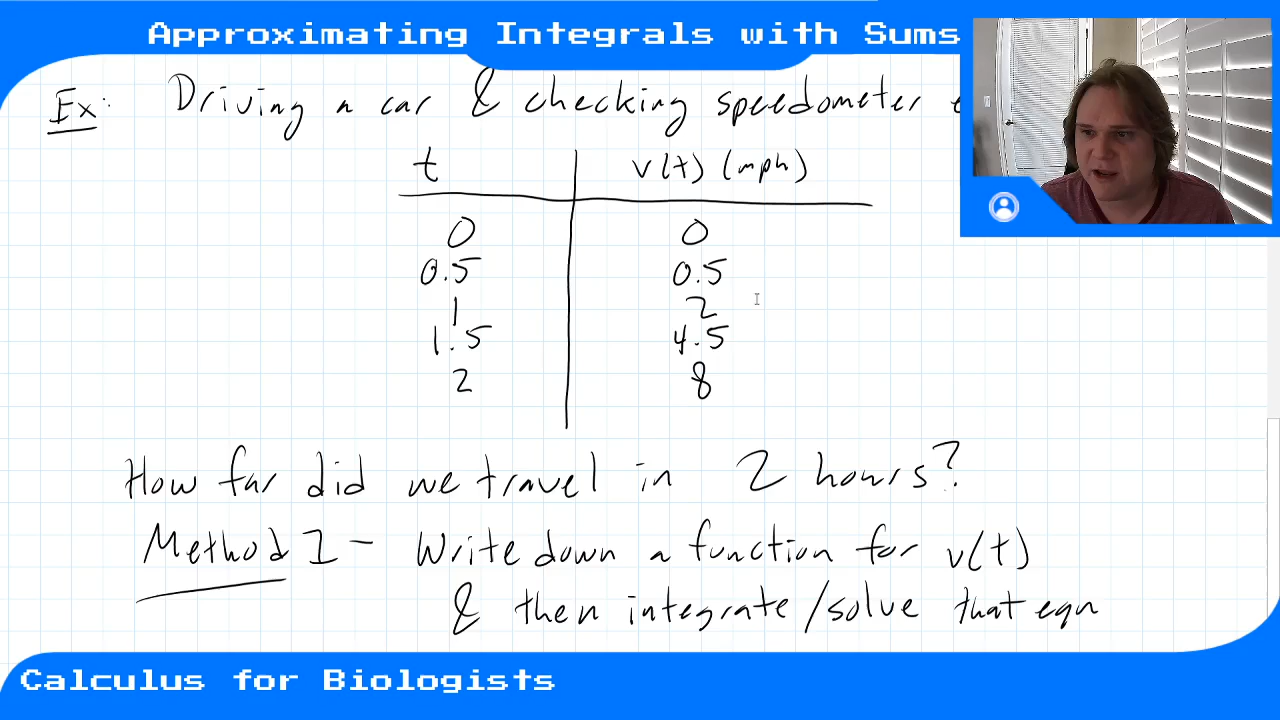 Approximating Integrals with Sums
Ex: Driving a car & checking speedometer
t v(t) (mph)
0 0
0.5 0.5
1 2
1.5 4.5
2 8
How far did we travel in 2 hours?
Method 1 - Write down a function for v(t)
& then integrate/solve that eqn
Calculus for Biologists